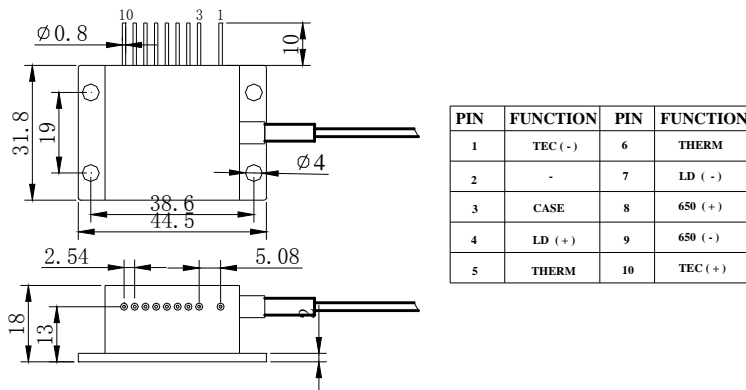 10 3 1
Ø0.8
10
31.8
19
Ø4
38.6
44.5
2.54 5.08
18
13
2
PIN FUNCTION PIN FUNCTION
1 TEC ( - ) 6 THERM
2 - 7 LD ( - )
3 CASE 8 650 ( + )
4 LD ( + ) 9 650 ( - )
5 THERM 10 TEC ( + )